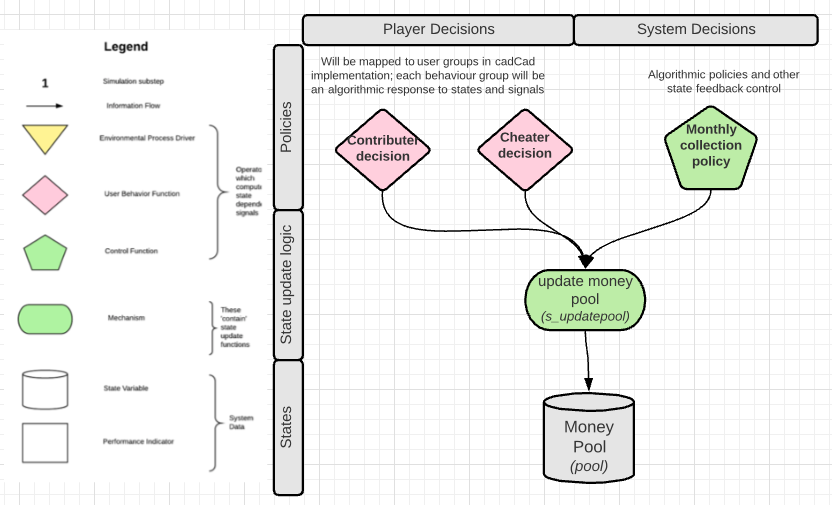 Legend
1
Simulation substep
Information Flow
Environmental Process Driver
User Behavior Function
Control Function
Mechanism
State Variable
Performance Indicator
which
state
signals
These
'contain'
state
update
functions
System
Data
Player Decisions
System Decisions
Policies
State update logic
States
Will be mapped to user groups in cadCad
implementation; each behaviour group will be
an algorithmic response to states and signals
Algorithmic policies and other
state feedback control
Contributer
decision
Cheater
decision
Monthly
collection
policy
update money
pool
(s_updatepool)
Money
Pool
(pool)